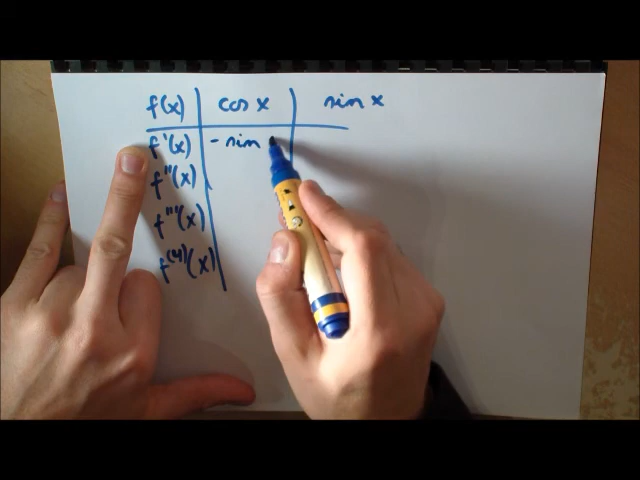 f(x) cos x sin x
f'(x) - sin
f''(x)
f'''(x)
f⁽⁴⁾(x)